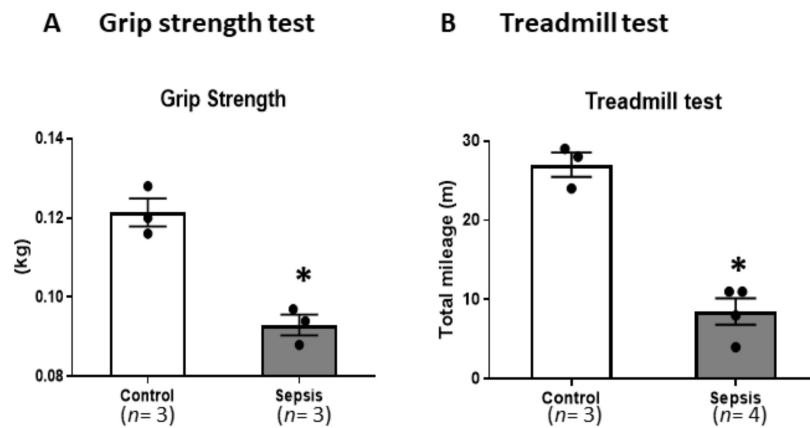 A Grip strength test
Grip Strength
0.14
0.12
0.10
0.08
(kg)
*
Control
(n= 3)
Sepsis
(n= 3)
B Treadmill test
Treadmill test
30
20
10
0
Total mileage (m)
*
Control
(n= 3)
Sepsis
(n= 4)